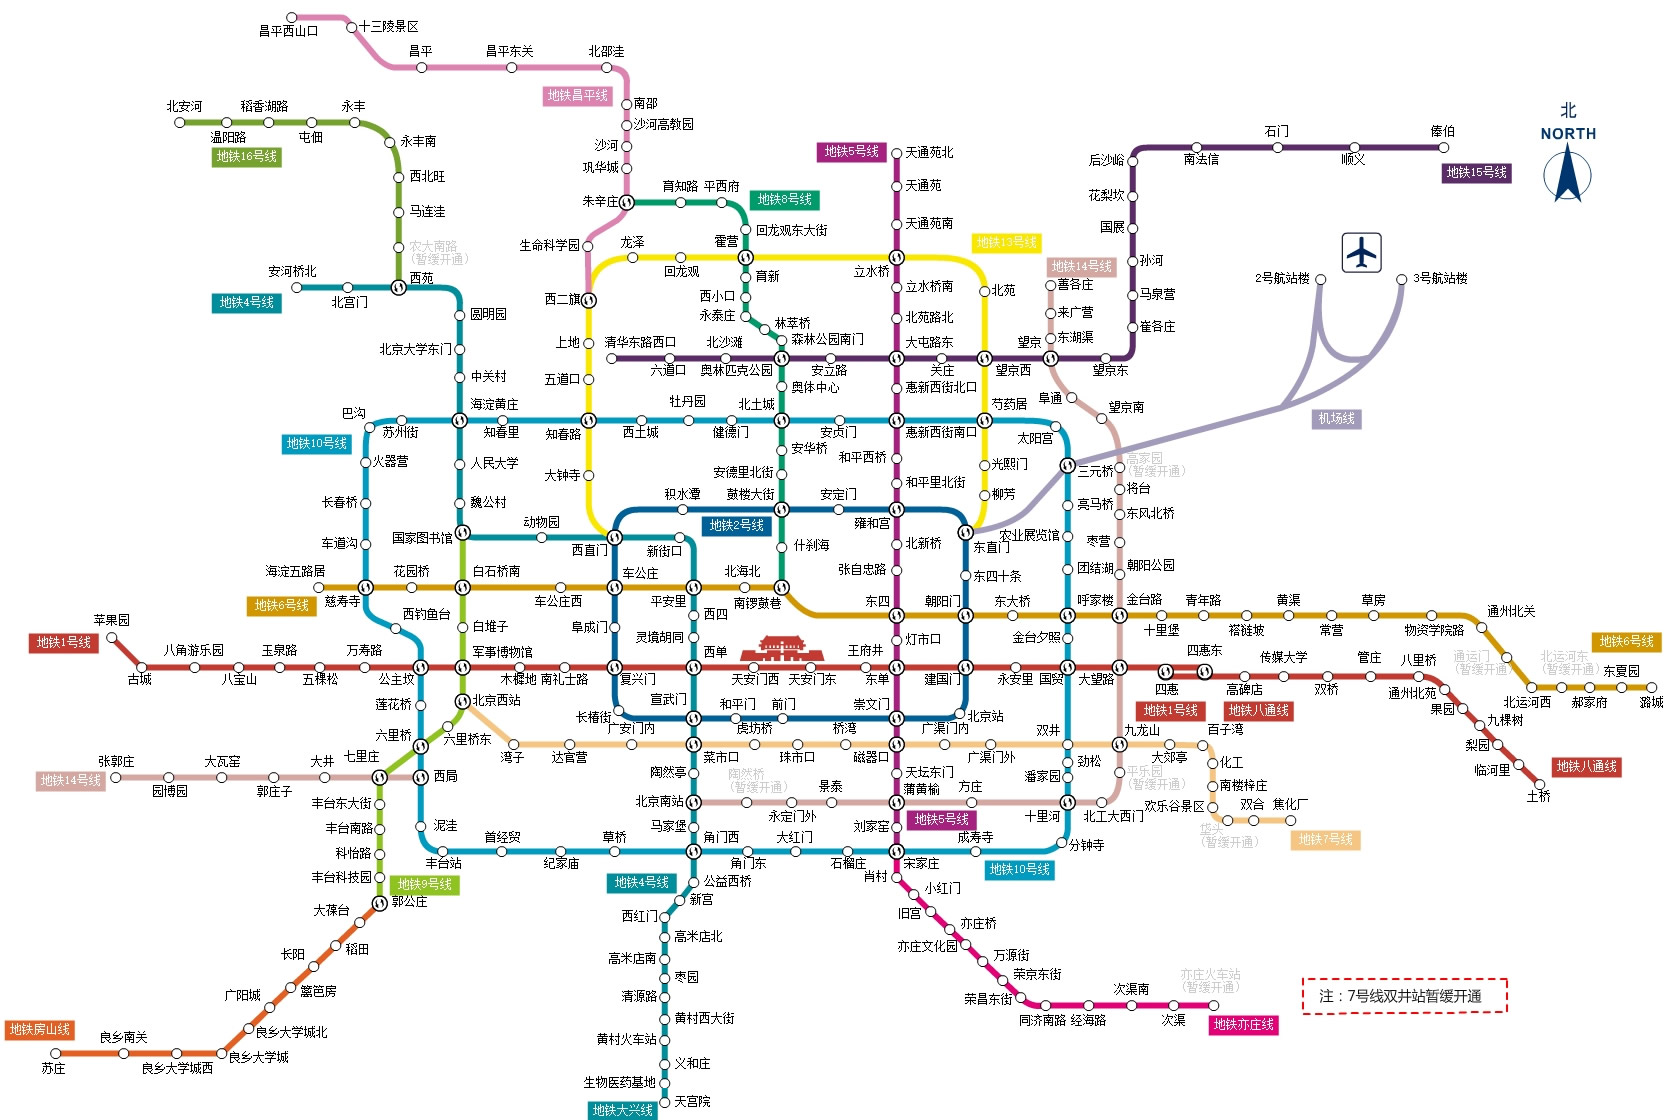 昌平西山口
十三陵景区
昌平
昌平东关
北邵洼
地铁昌平线
南邵
沙河高教园
沙河
巩华城
朱辛庄
生命科学园
北安河
稻香湖路
永丰
温阳路
屯佃
永丰南
地铁16号线
西北旺
马连洼
农大南路
(暂缓开通)
西苑
安河桥北
北宫门
地铁4号线
圆明园
北京大学东门
中关村
海淀黄庄
人民大学
魏公村
国家图书馆
动物园
西直门
新街口
育知路
平西府
地铁8号线
回龙观东大街
霍营
育新
西小口
永泰庄
林萃桥
森林公园南门
龙泽
回龙观
西二旗
上地
五道口
知春路
大钟寺
地铁5号线
天通苑北
天通苑
天通苑南
立水桥
立水桥南
北苑路北
大屯路东
惠新西街北口
惠新西街南口
和平西桥
和平里北街
雍和宫
北新桥
张自忠路
东四
灯市口
东单
崇文门
磁器口
天坛东门
蒲黄榆
地铁5号线
刘家窑
宋家庄
地铁13号线
北苑
望京西
芍药居
光熙门
柳芳
东直门
地铁14号线
善各庄
来广营
东湖渠
望京
阜通
望京南
高家园
(暂缓开通)
将台
东风北桥
枣营
朝阳公园
金台路
大望路
九龙山
平乐园
(暂缓开通)
北工大西门
后沙峪
南法信
石门
顺义
俸伯
地铁15号线
花梨坎
国展
孙河
马泉营
崔各庄
望京东
关庄
安立路
奥林匹克公园
北沙滩
六道口
清华东路西口
北
NORTH
2号航站楼
3号航站楼
机场线
三元桥
奥体中心
北土城
安华桥
安德里北街
鼓楼大街
什刹海
南锣鼓巷
巴沟
苏州街
地铁10号线
火器营
长春桥
车道沟
慈寿寺
西钓鱼台
公主坟
莲花桥
六里桥
西局
泥洼
丰台站
首经贸
纪家庙
草桥
角门西
角门东
大红门
石榴庄
成寿寺
地铁10号线
分钟寺
十里河
潘家园
劲松
双井
国贸
金台夕照
呼家楼
团结湖
农业展览馆
亮马桥
太阳宫
安贞门
健德门
牡丹园
西土城
知春里
积水潭
安定门
地铁2号线
东四十条
朝阳门
建国门
北京站
前门
和平门
宣武门
长椿街
复兴门
阜成门
车公庄
海淀五路居
地铁6号线
花园桥
白石桥南
车公庄西
平安里
北海北
东大桥
十里堡
青年路
褡裢坡
黄渠
常营
草房
物资学院路
通州北关
通运门
(暂缓开通)
北运河东
(暂缓开通)
地铁6号线
北运河西
郝家府
东夏园
潞城
苹果园
地铁1号线
古城
八角游乐园
八宝山
玉泉路
五棵松
万寿路
军事博物馆
木樨地
南礼士路
西单
天安门西
天安门东
王府井
永安里
四惠
四惠东
地铁1号线
地铁八通线
高碑店
传媒大学
双桥
管庄
八里桥
通州北苑
果园
九棵树
梨园
临河里
土桥
地铁八通线
西四
灵境胡同
菜市口
陶然亭
北京南站
马家堡
地铁4号线
公益西桥
新宫
西红门
高米店北
高米店南
枣园
清源路
黄村西大街
黄村火车站
义和庄
生物医药基地
天宫院
地铁大兴线
白堆子
北京西站
六里桥东
七里庄
丰台东大街
丰台南路
科怡路
丰台科技园
地铁9号线
郭公庄
大葆台
稻田
长阳
篱笆房
广阳城
良乡大学城北
良乡大学城
良乡大学城西
良乡南关
苏庄
地铁房山线
湾子
达官营
广安门内
虎坊桥
珠市口
桥湾
广渠门内
广渠门外
大郊亭
百子湾
化工
南楼梓庄
欢乐谷景区
垡头
(暂缓开通)
双合
焦化厂
地铁7号线
地铁14号线
张郭庄
园博园
大瓦窑
郭庄子
大井
陶然桥
(暂缓开通)
永定门外
景泰
方庄
肖村
小红门
旧宫
亦庄桥
亦庄文化园
万源街
荣京东街
荣昌东街
同济南路
经海路
次渠南
次渠
亦庄火车站
(暂缓开通)
地铁亦庄线
注：7号线双井站暂缓开通